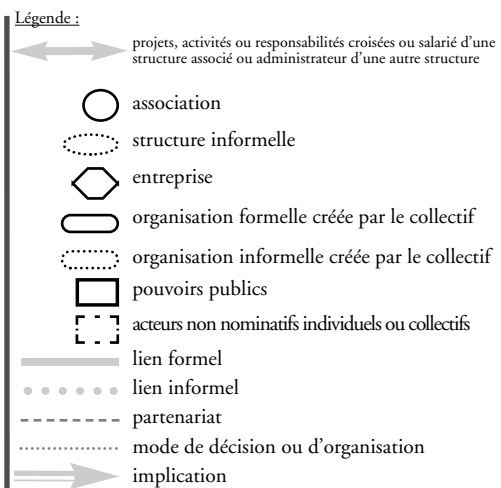 Légende :
projets, activités ou responsabilités croisées ou salarié d'une
structure associé ou administrateur d'une autre structure
association
structure informelle
entreprise
organisation formelle créée par le collectif
organisation informelle créée par le collectif
pouvoirs publics
acteurs non nominatifs individuels ou collectifs
lien formel
lien informel
partenariat
mode de décision ou d'organisation
implication